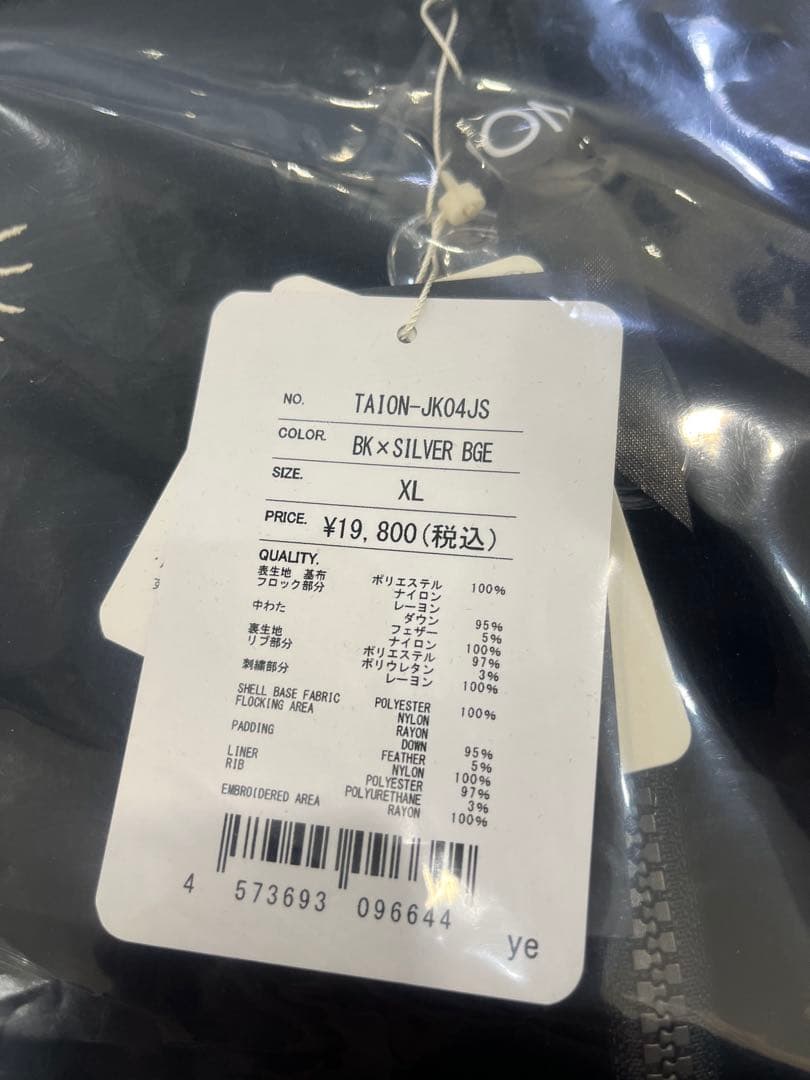 ON
NO. TAION-JK04JS
COLOR. BK×SILVER BGE
SIZE. XL
PRICE. ¥19,800(税込)
QUALITY.
表生地 基布 ポリエステル 100%
フロック部分 ナイロン
レーヨン
中わた ダウン 95%
フェザー 5%
裏生地 ナイロン 100%
リブ部分 ポリエステル 97%
ポリウレタン 3%
刺繍部分 レーヨン 100%
SHELL BASE FABRIC POLYESTER 100%
FLOCKING AREA NYLON
RAYON
PADDING DOWN 95%
FEATHER 5%
LINER NYLON 100%
RIB POLYESTER 97%
POLYURETHANE 3%
EMBROIDERED AREA RAYON 100%
4 573693 096644
ye